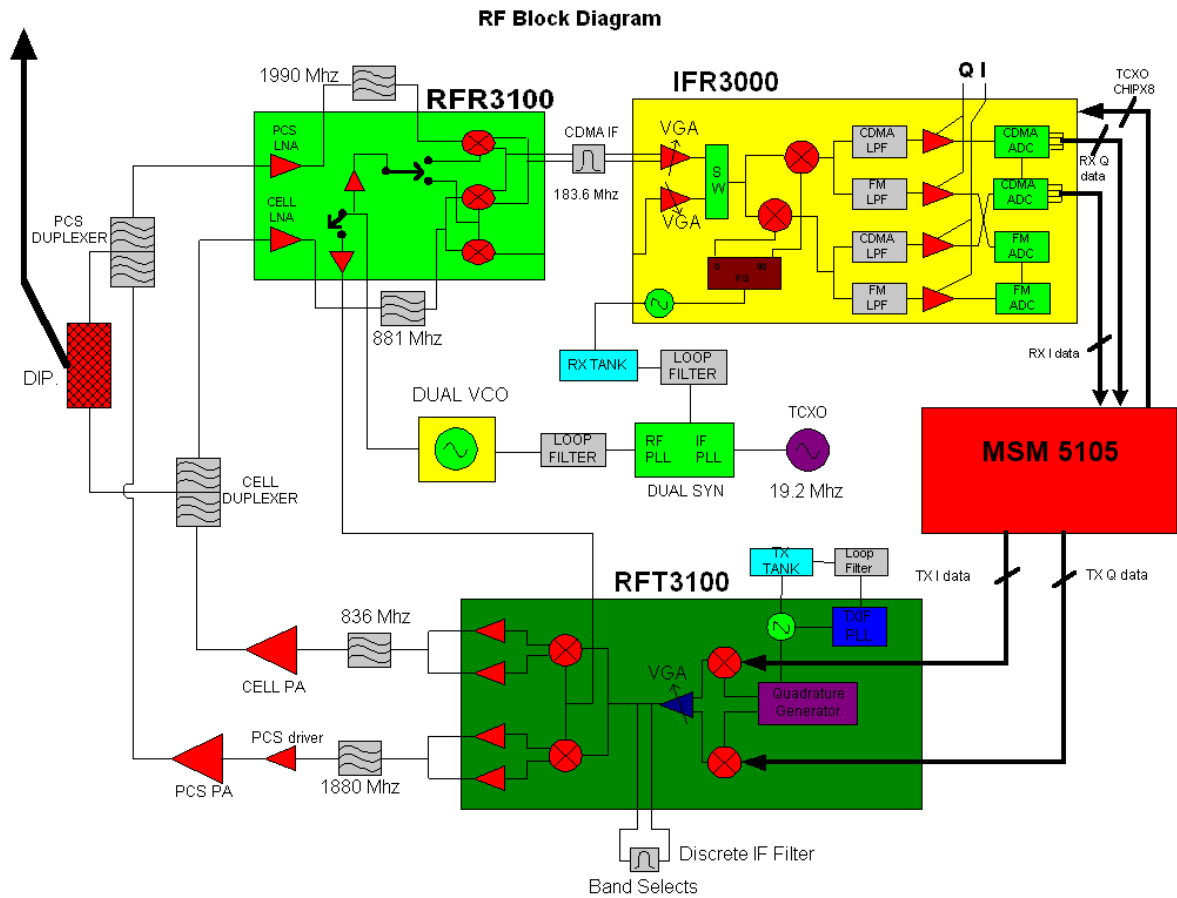 RF Block Diagram
1990 Mhz
RFR3100
IFR3000
Q I
TCXO
CHIPX8
PCS
LNA
CELL
LNA
CDMA IF
183.6 Mhz
VGA
VGA
S
W
CDMA
LPF
FM
LPF
CDMA
LPF
FM
LPF
CDMA
ADC
CDMA
ADC
FM
ADC
FM
ADC
0 90
RX Q
data
PCS
DUPLEXER
881 Mhz
DIP.
RX TANK
LOOP
FILTER
RX I data
DUAL VCO
LOOP
FILTER
RF
PLL
IF
PLL
DUAL SYN
TCXO
19.2 Mhz
MSM 5105
CELL
DUPLEXER
RFT3100
TX
TANK
Loop
Filter
TXIF
PLL
TX I data
TX Q data
836 Mhz
CELL PA
VGA
Quadrature
Generator
PCS driver
PCS PA
1880 Mhz
Discrete IF Filter
Band Selects